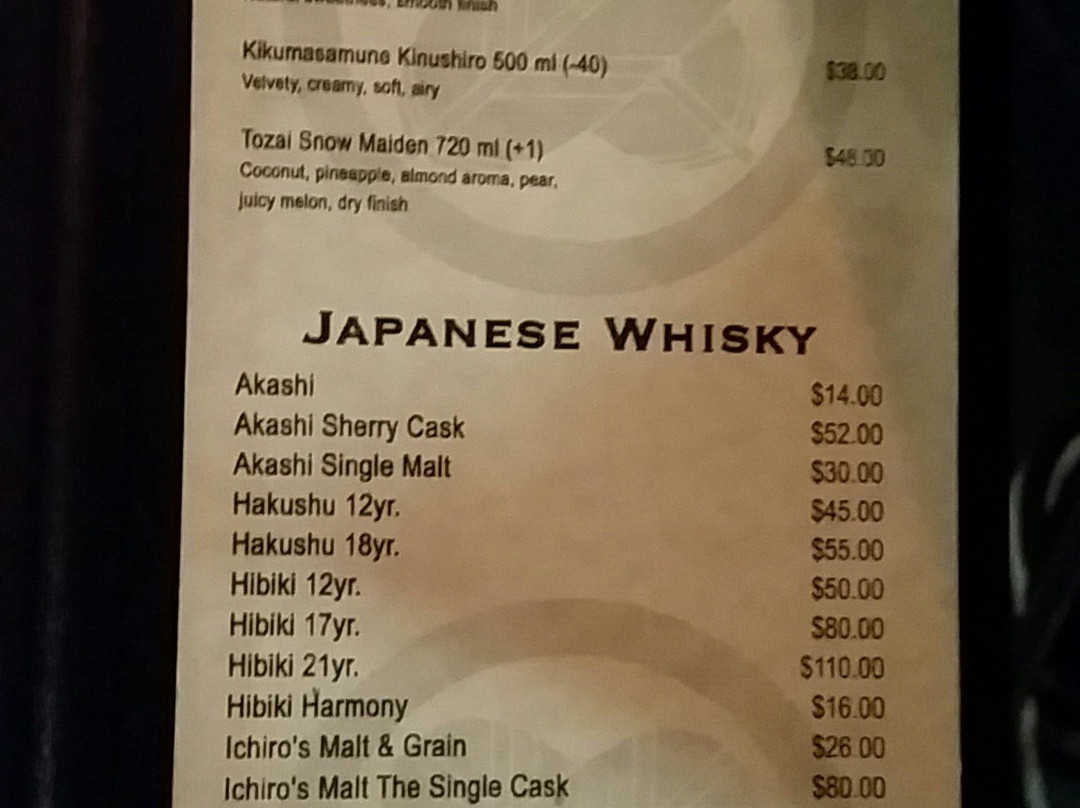 smooth finish
Kikumasamune Kinushiro 500 ml (-40) $38.00
Velvety, creamy, soft, airy
Tozai Snow Maiden 720 ml (+1) $48.00
Coconut, pineapple, almond aroma, pear,
juicy melon, dry finish
JAPANESE WHISKY
Akashi $14.00
Akashi Sherry Cask $52.00
Akashi Single Malt $30.00
Hakushu 12yr. $45.00
Hakushu 18yr. $55.00
Hibiki 12yr. $50.00
Hibiki 17yr. $80.00
Hibiki 21yr. $110.00
Hibiki Harmony $16.00
Ichiro's Malt & Grain $26.00
Ichiro's Malt The Single Cask $80.00